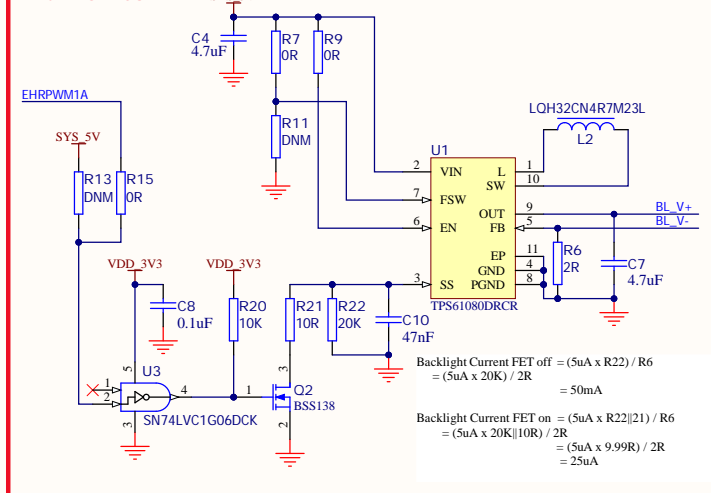 C4
4.7uF
R7
0R
R9
0R
EHRPWM1A
SYS_5V
R11
DNM
R13
DNM
R15
0R
LQH32CN4R7M23L
L2
U1
2
VIN
L
1
SW
10
7
FSW
OUT
9
BL_V+
6
EN
FB
5
BL_V-
EP
11
GND
4
3
SS
PGND
8
TPS61080DRCR
R6
2R
C7
4.7uF
VDD_3V3
VDD_3V3
C8
0.1uF
R20
10K
R21
10R
R22
20K
C10
47nF
U3
5
1
2
4
3
SN74LVC1G06DCK
3
1
Q2
BSS138
2
Backlight Current FET off = (5uA x R22) / R6
= (5uA x 20K) / 2R
= 50mA
Backlight Current FET on = (5uA x R22||21) / R6
= (5uA x 20K||10R) / 2R
= (5uA x 9.99R) / 2R
= 25uA